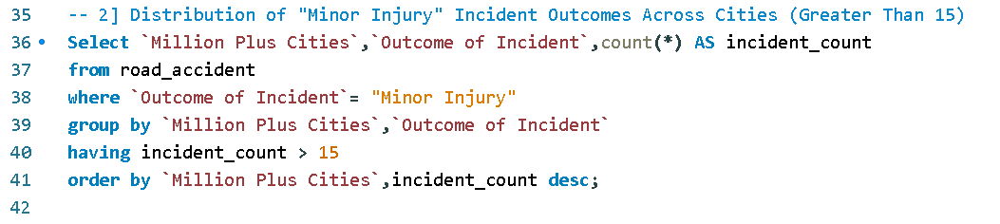 35 -- 2] Distribution of "Minor Injury" Incident Outcomes Across Cities (Greater Than 15)
36 Select `Million Plus Cities`,`Outcome of Incident`,count(*) AS incident_count
37 from road_accident
38 where `Outcome of Incident`= "Minor Injury"
39 group by `Million Plus Cities`,`Outcome of Incident`
40 having incident_count > 15
41 order by `Million Plus Cities`,incident_count desc;
42